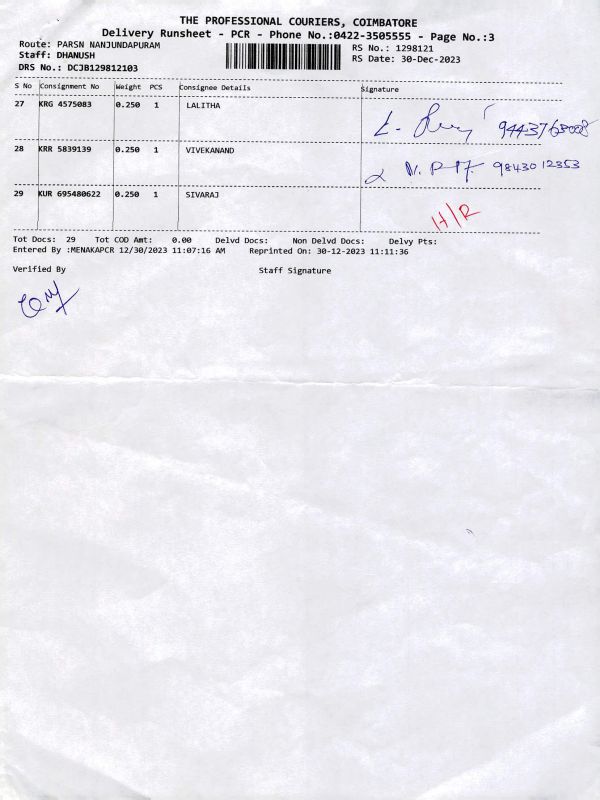 THE PROFESSIONAL COURIERS, COIMBATORE
Delivery Runsheet - PCR - Phone No.:0422-3505555 - Page No.:3
Route: PARSN NANJUNDAPURAM
RS No.: 1298121
Staff: DHANUSH
RS Date: 30-Dec-2023
DRS No.: DCJB129812103
S No Consignment No Weight PCS Consignee Details Signature
27 KRG 4575083 0.250 1 LALITHA
28 KRR 5839139 0.250 1 VIVEKANAND 9843012353
29 KUR 695480622 0.250 1 SIVARAJ H/R
Tot Docs: 29 Tot COD Amt: 0.00 Delvd Docs: Non Delvd Docs: Delvy Pts:
Entered By :MENAKAPCR 12/30/2023 11:07:16 AM Reprinted On: 30-12-2023 11:11:36
Verified By Staff Signature